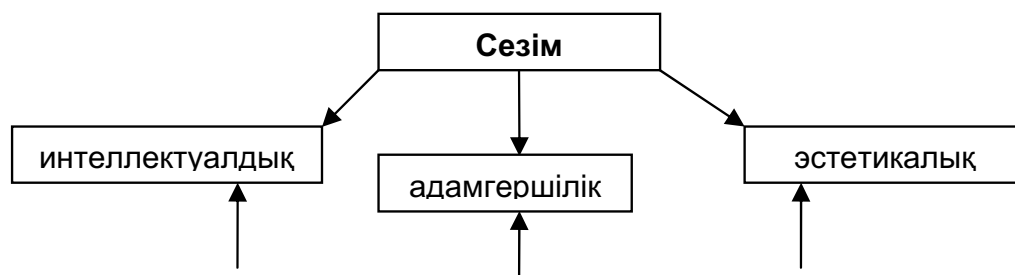 Сезім
интеллектуалдық
адамгершілік
эстетикалық